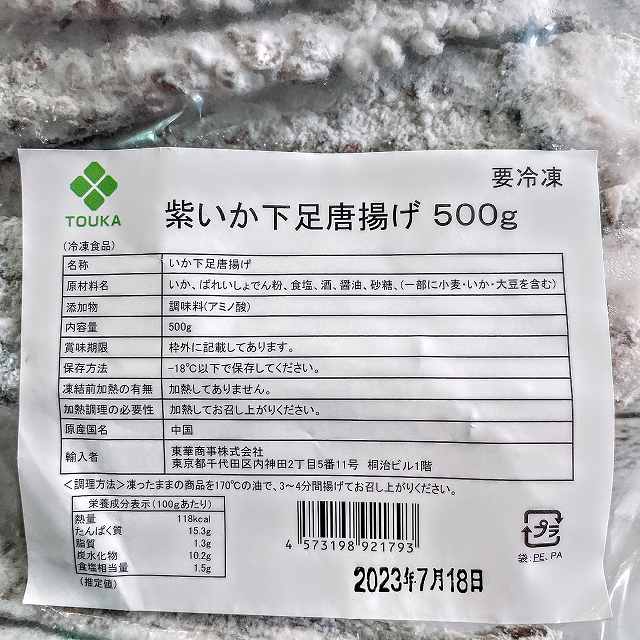 要冷凍
TOUKA
紫いか下足唐揚げ 500g
(冷凍食品)
名称 いか下足唐揚げ
原材料名 いか、ばれいしょでん粉、食塩、酒、醤油、砂糖、(一部に小麦・いか・大豆を含む)
添加物 調味料(アミノ酸)
内容量 500g
賞味期限 枠外に記載してあります。
保存方法 -18℃以下で保存してください。
凍結前加熱の有無 加熱してありません。
加熱調理の必要性 加熱してお召し上がりください。
原産国名 中国
輸入者 東華商事株式会社
東京都千代田区内神田2丁目5番11号 桐治ビル1階
<調理方法>凍ったままの商品を170℃の油で、3~4分間揚げてお召し上がりください。
栄養成分表示(100gあたり)
熱量 118kcal
たんぱく質 15.3g
脂質 1.3g
炭水化物 10.2g
食塩相当量 1.5g
(推定値)
4 573198 921793
プラ
袋:PE、PA
2023年7月18日